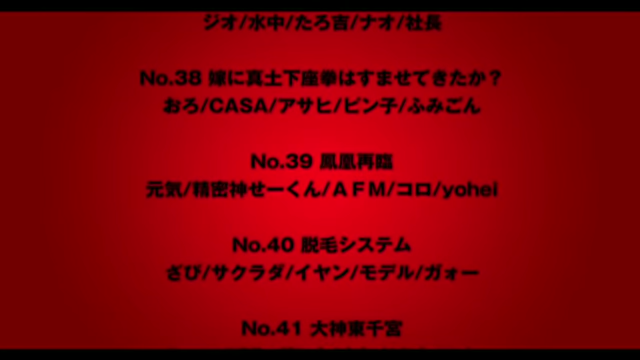 ジオ/水中/たろ吉/ナオ/社長
No.38 嫁に真土下座拳はすませてきたか？
おろ/CASA/アサヒ/ピン子/ふみごん
No.39 鳳凰再臨
元気/精密神せーくん/ＡＦＭ/コロ/yohei
No.40 脱毛システム
ざび/サクラダ/イヤン/モデル/ガォー
No.41 大神東千宮